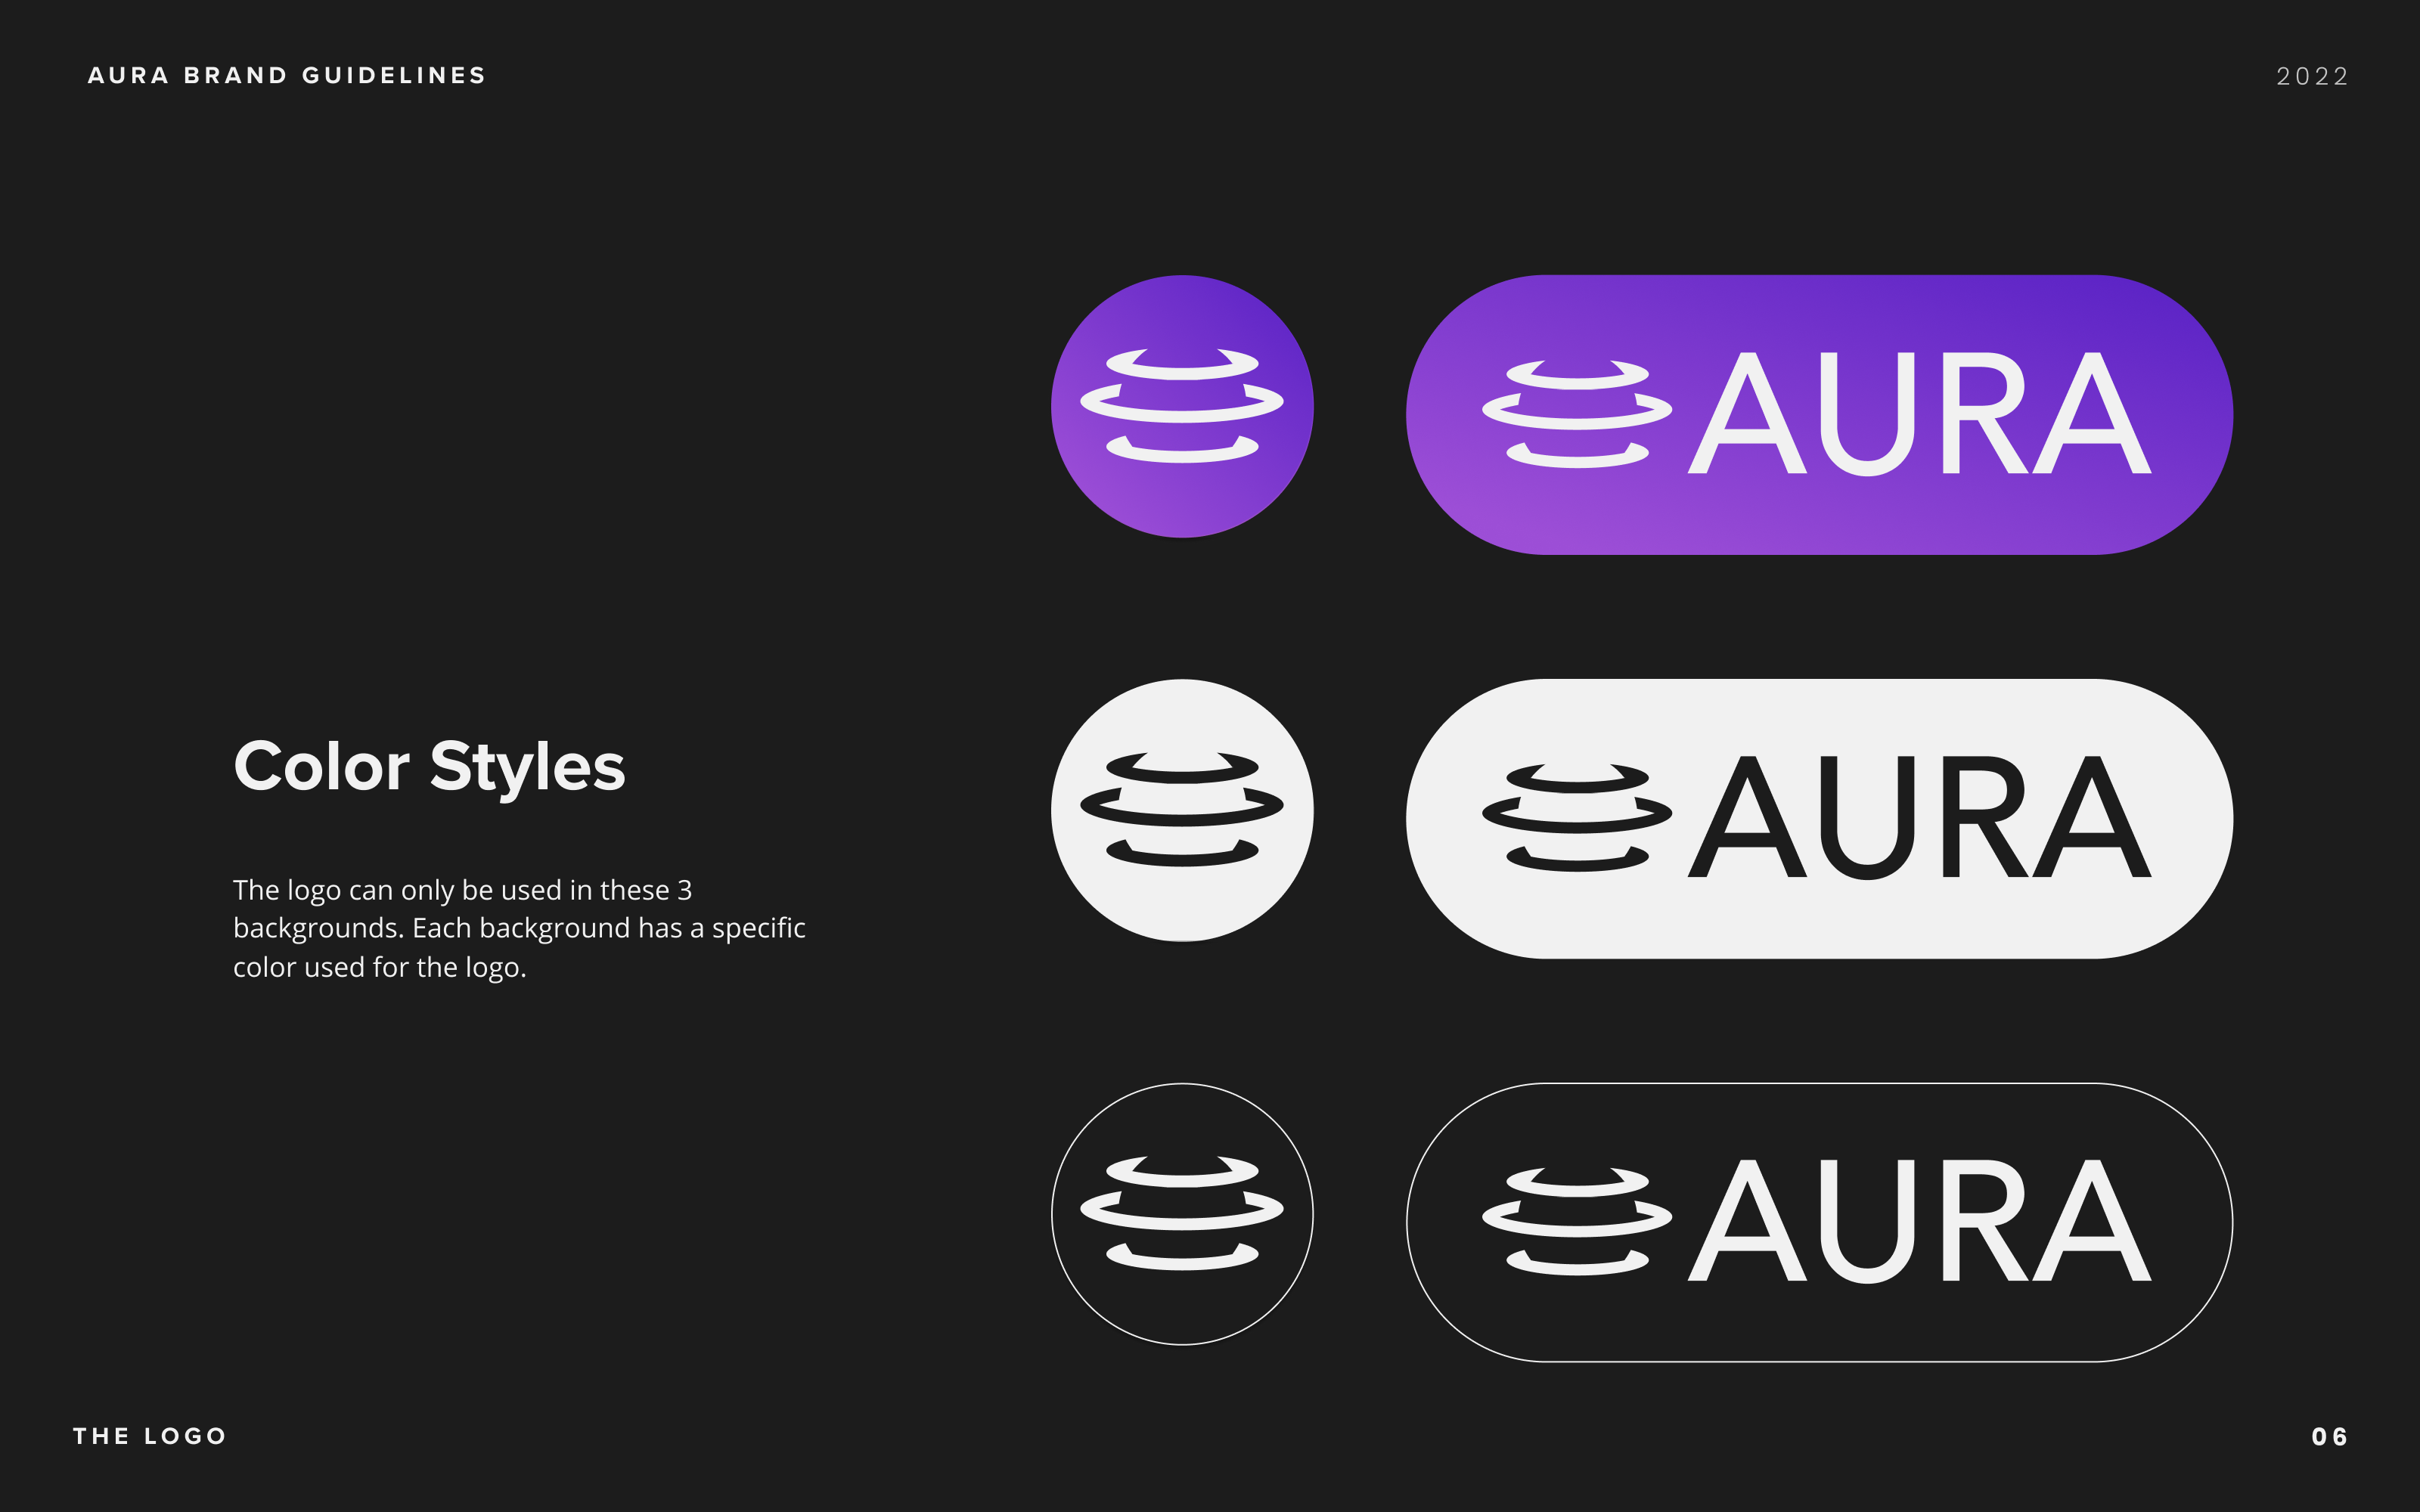 AURA BRAND GUIDELINES
2022
AURA
Color Styles
The logo can only be used in these 3
backgrounds. Each background has a specific
color used for the logo.
AURA
AURA
THE LOGO
06